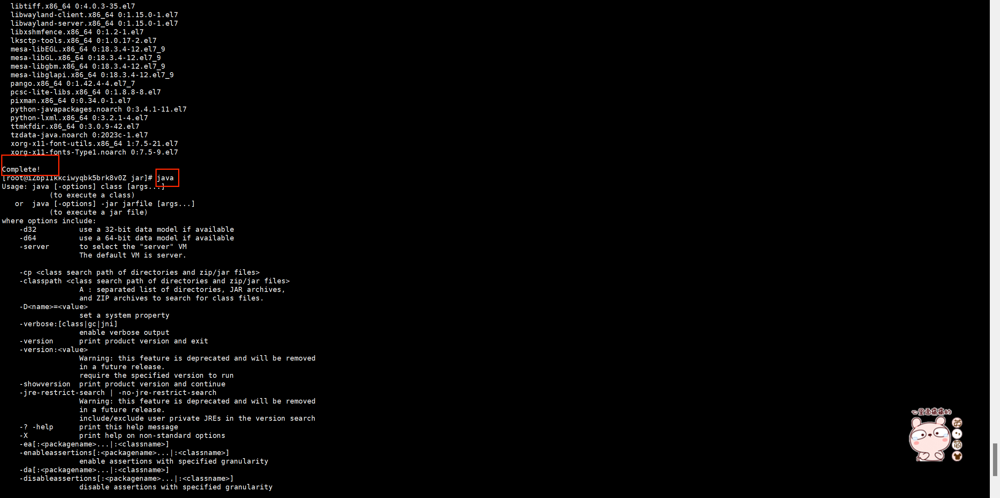 libtiff.x86_64 0:4.0.3-35.el7
libwayland-client.x86_64 0:1.15.0-1.el7
libwayland-server.x86_64 0:1.15.0-1.el7
libxshmfence.x86_64 0:1.2-1.el7
lksctp-tools.x86_64 0:1.0.17-2.el7
mesa-libEGL.x86_64 0:18.3.4-12.el7_9
mesa-libGL.x86_64 0:18.3.4-12.el7_9
mesa-libgbm.x86_64 0:18.3.4-12.el7_9
mesa-libglapi.x86_64 0:18.3.4-12.el7_9
pango.x86_64 0:1.42.4-4.el7_7
pcsc-lite-libs.x86_64 0:1.8.8-8.el7
pixman.x86_64 0:0.34.0-1.el7
python-javapackages.noarch 0:3.4.1-11.el7
python-lxml.x86_64 0:3.2.1-4.el7
ttmkfdir.x86_64 0:3.0.9-42.el7
tzdata-java.noarch 0:2023c-1.el7
xorg-x11-font-utils.x86_64 1:7.5-21.el7
xorg-x11-fonts-Type1.noarch 0:7.5-9.el7
Complete!
[root@iZbp11kkciwyqbk5brk8v0Z jar]# java
Usage: java [-options] class [args...]
(to execute a class)
or  java [-options] -jar jarfile [args...]
(to execute a jar file)
where options include:
-d32 use a 32-bit data model if available
-d64 use a 64-bit data model if available
-server to select the "server" VM
The default VM is server.
-cp <class search path of directories and zip/jar files>
-classpath <class search path of directories and zip/jar files>
A : separated list of directories, JAR archives,
and ZIP archives to search for class files.
-D<name>=<value>
set a system property
-verbose:[class|gc|jni]
enable verbose output
-version print product version and exit
-version:<value>
Warning: this feature is deprecated and will be removed
in a future release.
require the specified version to run
-showversion print product version and continue
-jre-restrict-search | -no-jre-restrict-search
Warning: this feature is deprecated and will be removed
in a future release.
include/exclude user private JREs in the version search
-? -help print this help message
-X print help on non-standard options
-ea[:<packagename>...|:<classname>]
-enableassertions[:<packagename>...|:<classname>]
enable assertions with specified granularity
-da[:<packagename>...|:<classname>]
-disableassertions[:<packagename>...|:<classname>]
disable assertions with specified granularity
心里面痛痛的
英
简